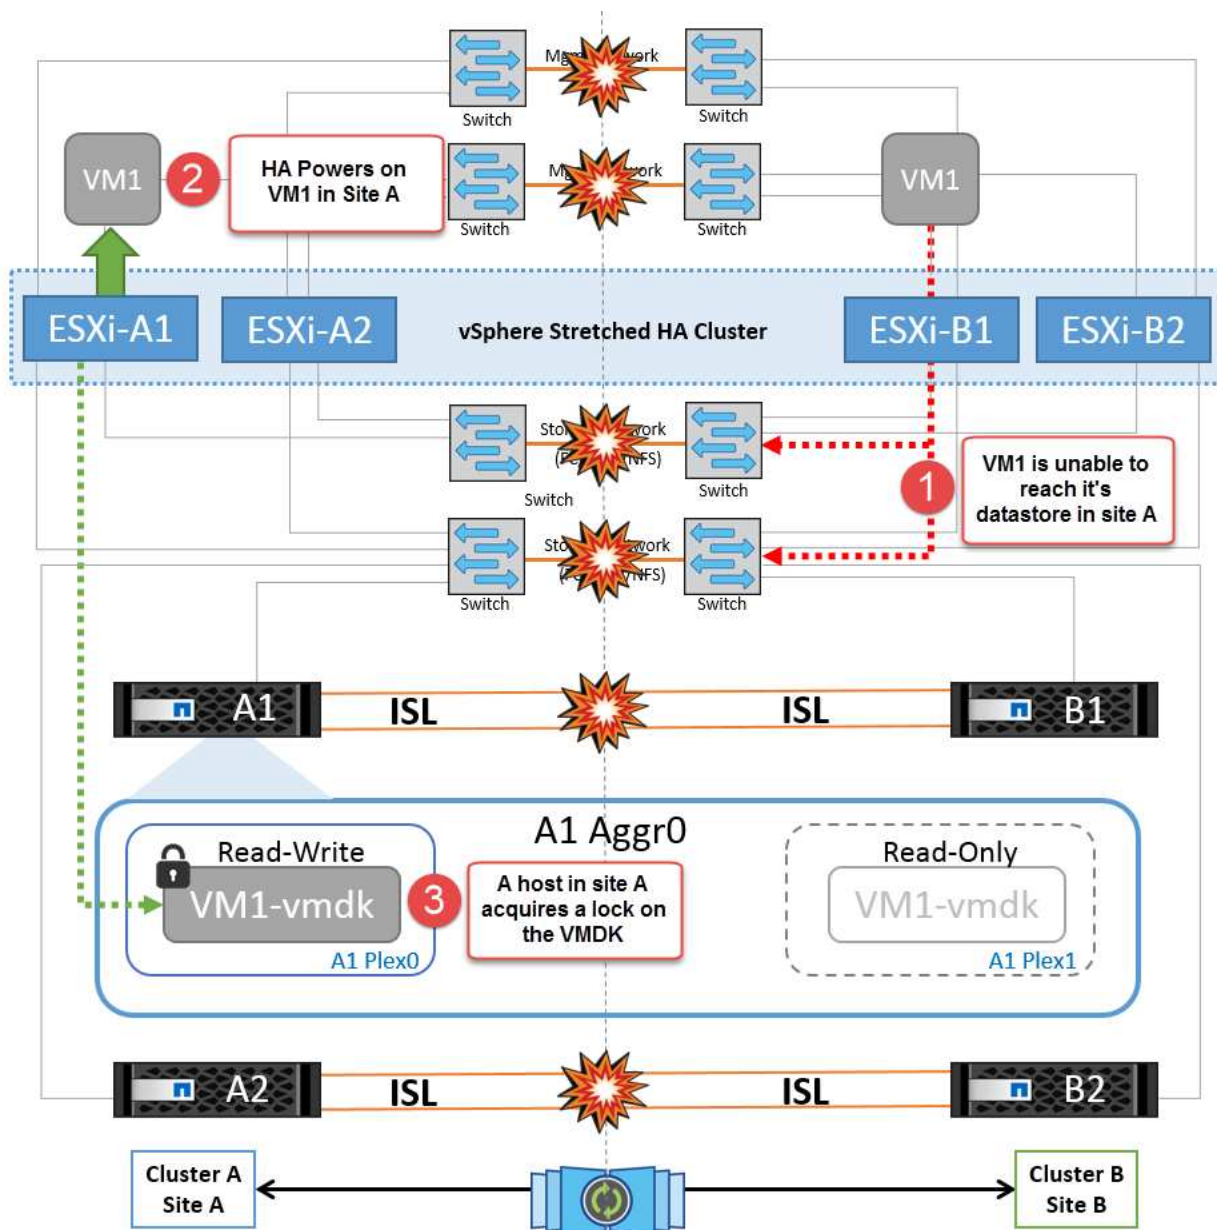 Switch
Switch
VM1
2
HA Powers on
VM1 in Site A
VM1
Switch
Switch
ESXi-A1
ESXi-A2
vSphere Stretched HA Cluster
ESXi-B1
ESXi-B2
Switch
Switch
1
VM1 is unable to
reach it's
datastore in site A
Switch
Switch
A1
ISL
ISL
B1
A1 Aggr0
Read-Write
VM1-vmdk
A1 Plex0
3
A host in site A
acquires a lock on
the VMDK
Read-Only
VM1-vmdk
A1 Plex1
A2
ISL
ISL
B2
Cluster A
Site A
Cluster B
Site B